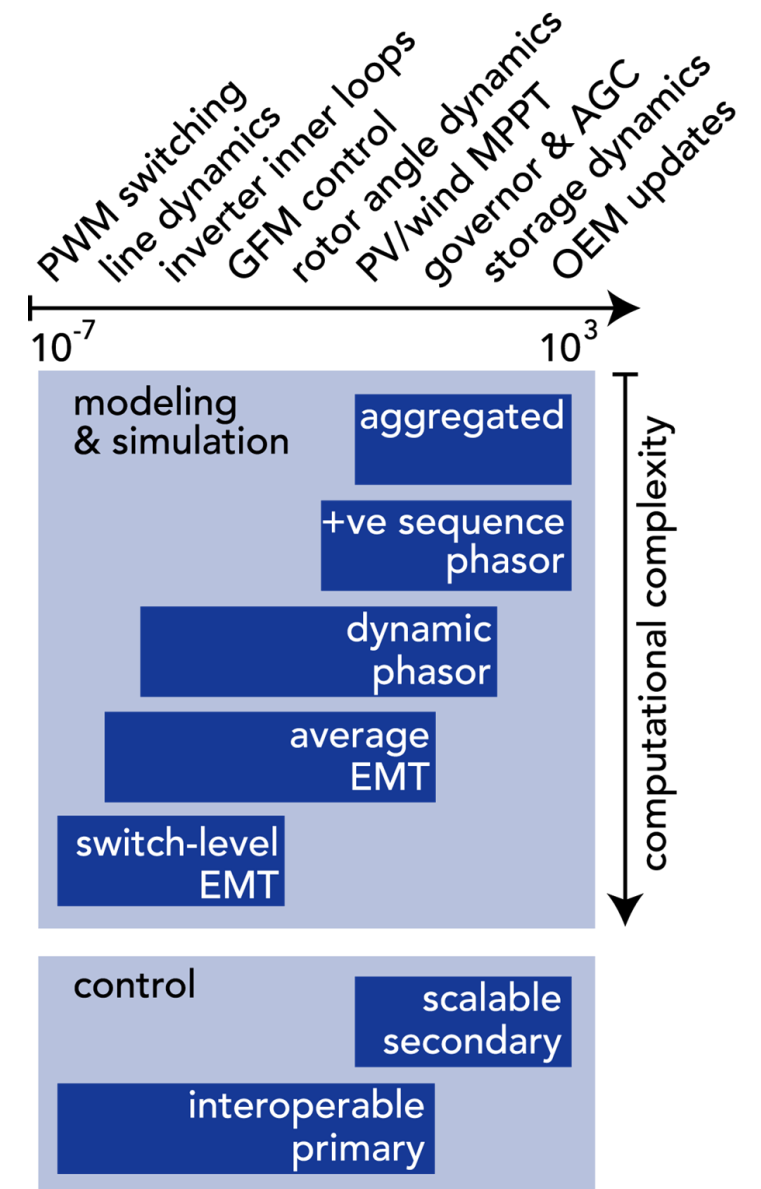 PWM switching
line dynamics
inverter inner loops
GFM control
rotor angle dynamics
PV/wind MPPT
governor & AGC
storage dynamics
OEM updates
10-7
103
modeling
& simulation
aggregated
+ve sequence
phasor
dynamic
phasor
average
EMT
switch-level
EMT
computational complexity
control
scalable
secondary
interoperable
primary